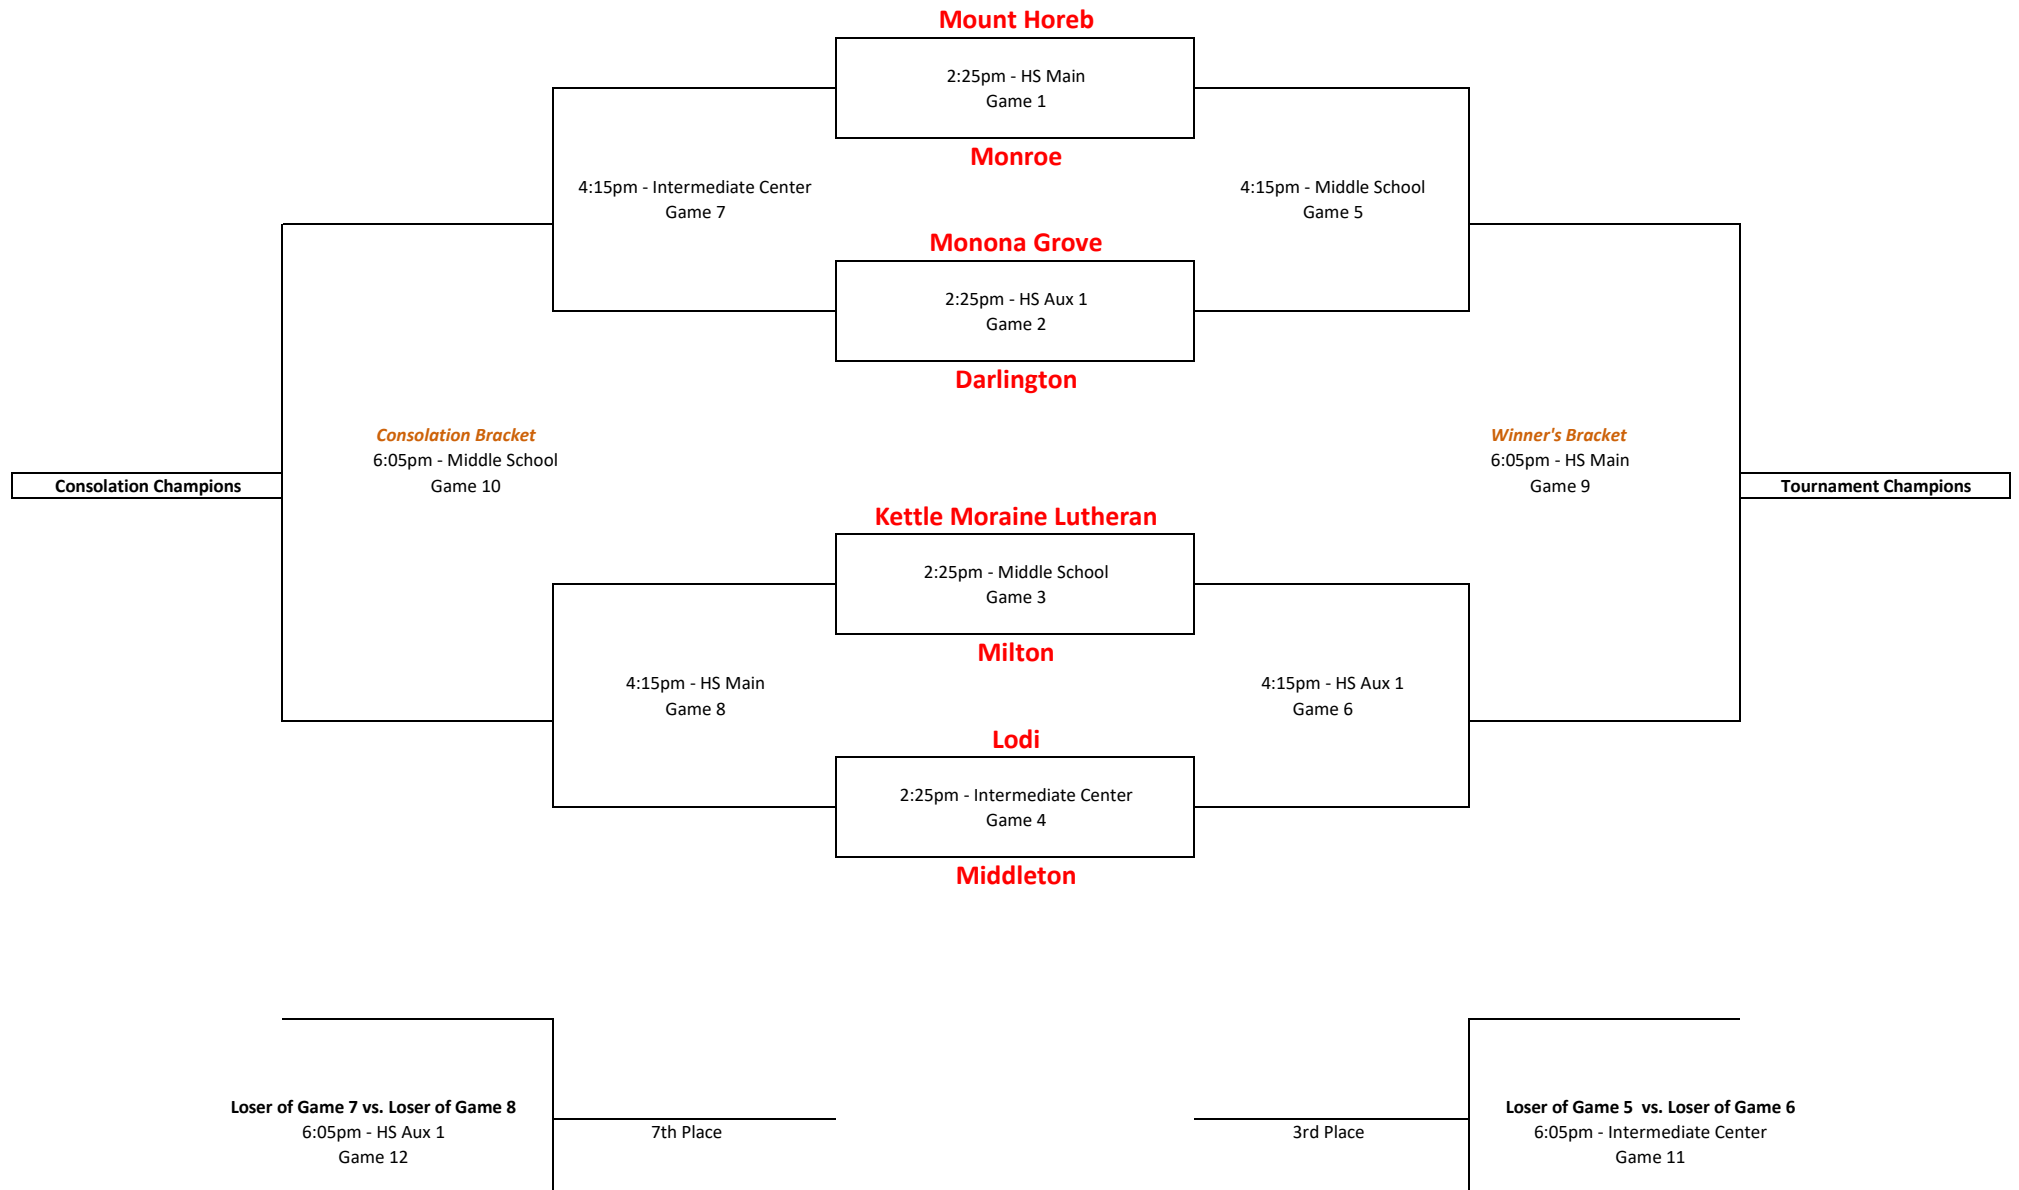 Mount Horeb
2:25pm - HS Main
Game 1
Monroe
4:15pm - Intermediate Center
Game 7
4:15pm - Middle School
Game 5
Monona Grove
2:25pm - HS Aux 1
Game 2
Darlington
Consolation Bracket
6:05pm - Middle School
Game 10
Consolation Champions
Winner's Bracket
6:05pm - HS Main
Game 9
Tournament Champions
Kettle Moraine Lutheran
2:25pm - Middle School
Game 3
Milton
4:15pm - HS Main
Game 8
4:15pm - HS Aux 1
Game 6
Lodi
2:25pm - Intermediate Center
Game 4
Middleton
Loser of Game 7 vs. Loser of Game 8
6:05pm - HS Aux 1
Game 12
7th Place
3rd Place
Loser of Game 5  vs. Loser of Game 6
6:05pm - Intermediate Center
Game 11